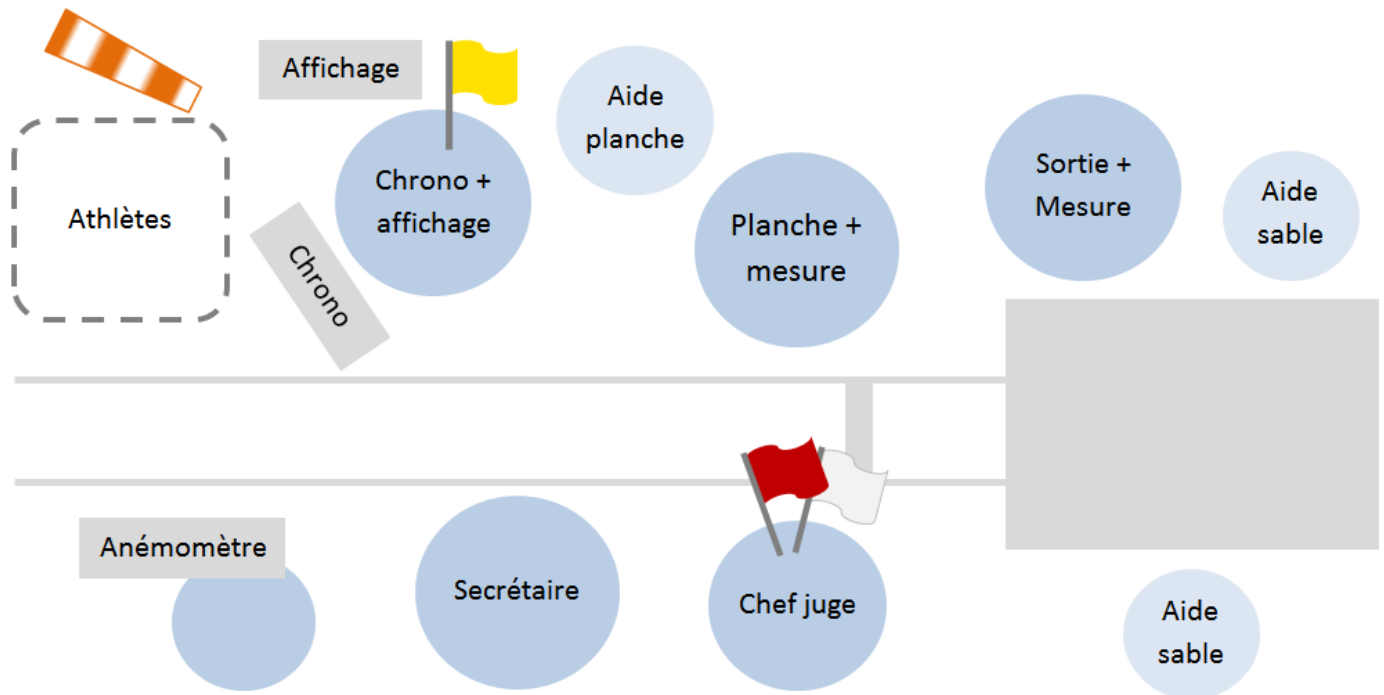 Affichage
Aide
planche
Chrono +
affichage
Sortie +
Mesure
Aide
sable
Athlètes
Planche +
mesure
Chrono
Anémomètre
Secrétaire
Chef juge
Aide
sable